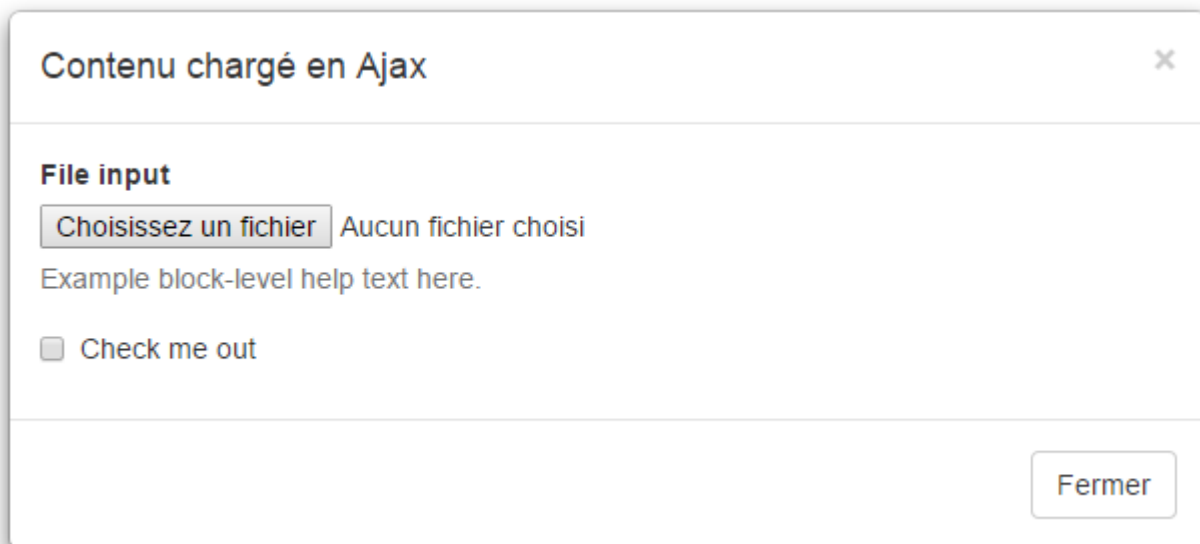 Contenu chargé en Ajax ×
File input
Choisissez un fichier Aucun fichier choisi
Example block-level help text here.
Check me out
Fermer